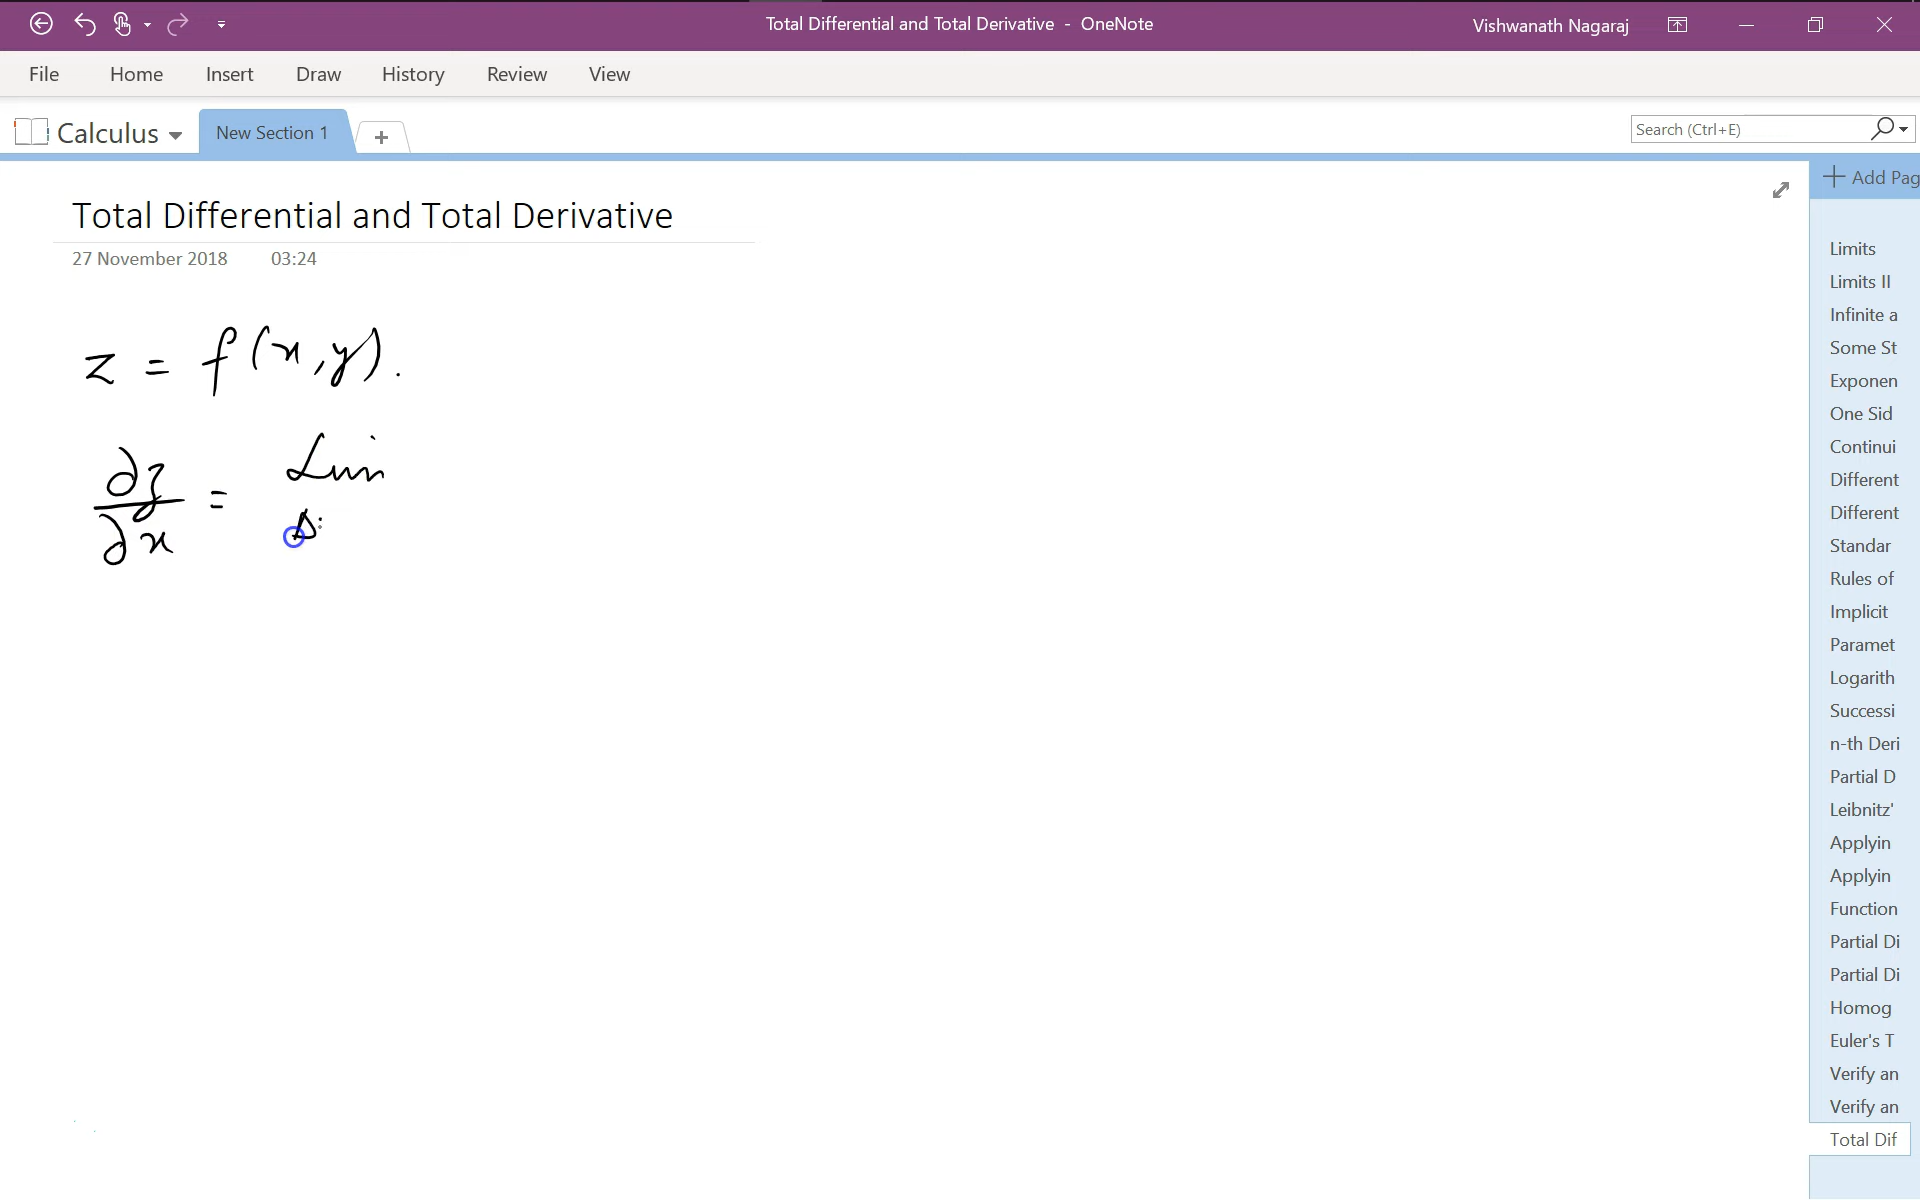 Total Differential and Total Derivative - OneNote
Vishwanath Nagaraj
File Home Insert Draw History Review View
Calculus New Section 1 +
Search (Ctrl+E)
Add Pag
Total Differential and Total Derivative
27 November 2018 03:24
z = f(x,y).
∂z/∂x = Lim
Δ
Limits
Limits II
Infinite a
Some St
Exponen
One Sid
Continui
Different
Different
Standar
Rules of
Implicit
Paramet
Logarith
Successi
n-th Deri
Partial D
Leibnitz'
Applyin
Applyin
Function
Partial Di
Partial Di
Homog
Euler's T
Verify an
Verify an
Total Dif